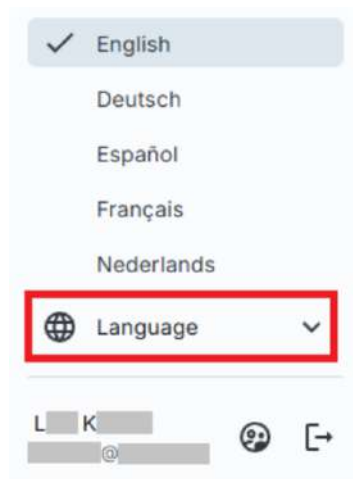 English
Deutsch
Español
Français
Nederlands
Language
L K
@